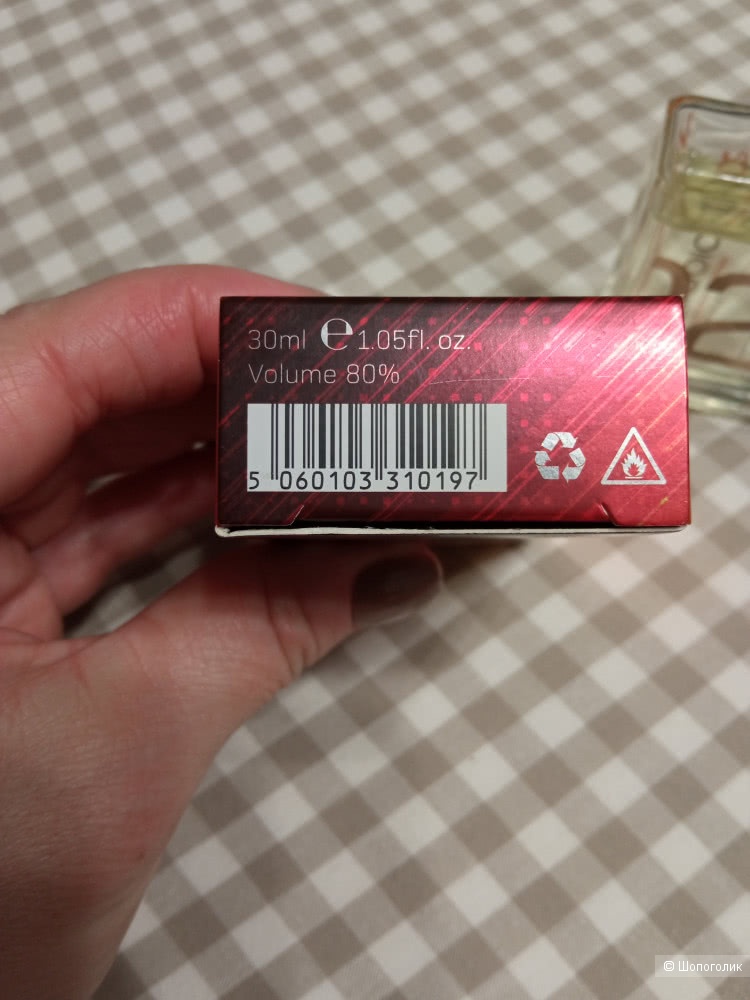 30ml ℮ 1.05fl. oz.
Volume 80%
5 060103 310197
© Шопоголик